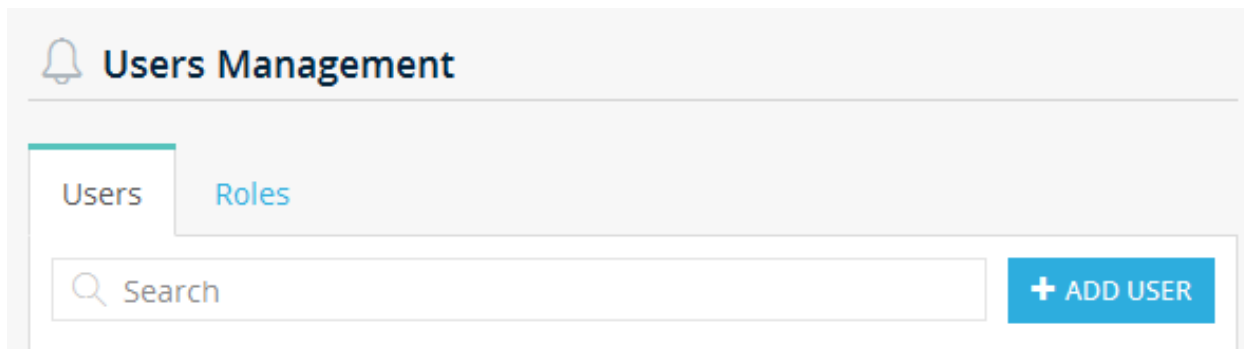 Users Management
Users Roles
Search + ADD USER